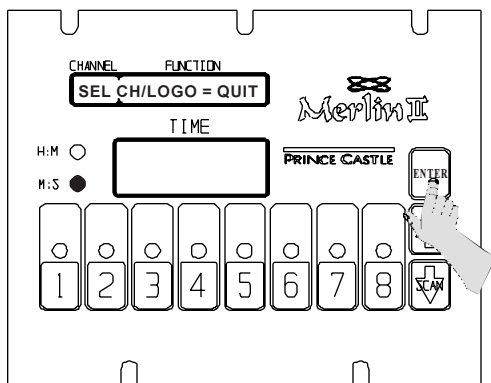 CHANNEL FUNCTION
SEL CH/LOGO = QUIT
Merlin II
TIME
H:M
PRINCE CASTLE
M:S
ENTER
1 2 3 4 5 6 7 8
SCAN